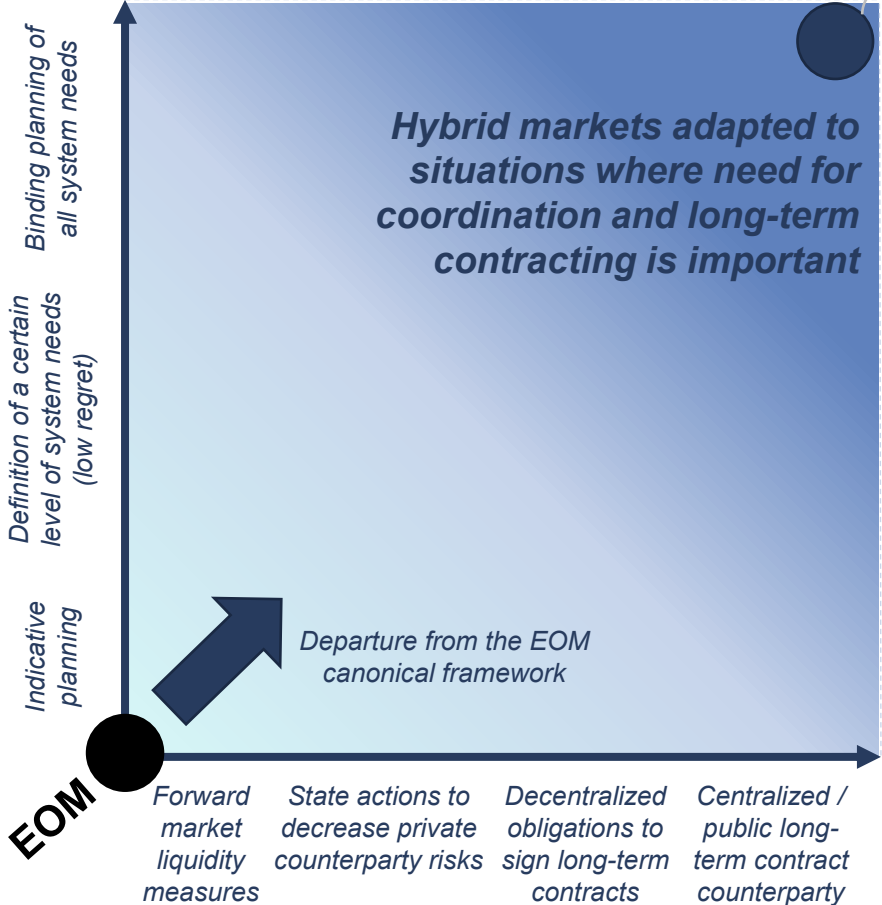 Binding planning of
all system needs
Hybrid markets adapted to
situations where need for
coordination and long-term
contracting is important
Definition of a certain
level of system needs
(low regret)
Indicative
planning
Departure from the EOM
canonical framework
EOM
Forward
market
liquidity
measures
State actions to
decrease private
counterparty risks
Decentralized
obligations to
sign long-term
contracts
Centralized /
public long-
term contract
counterparty